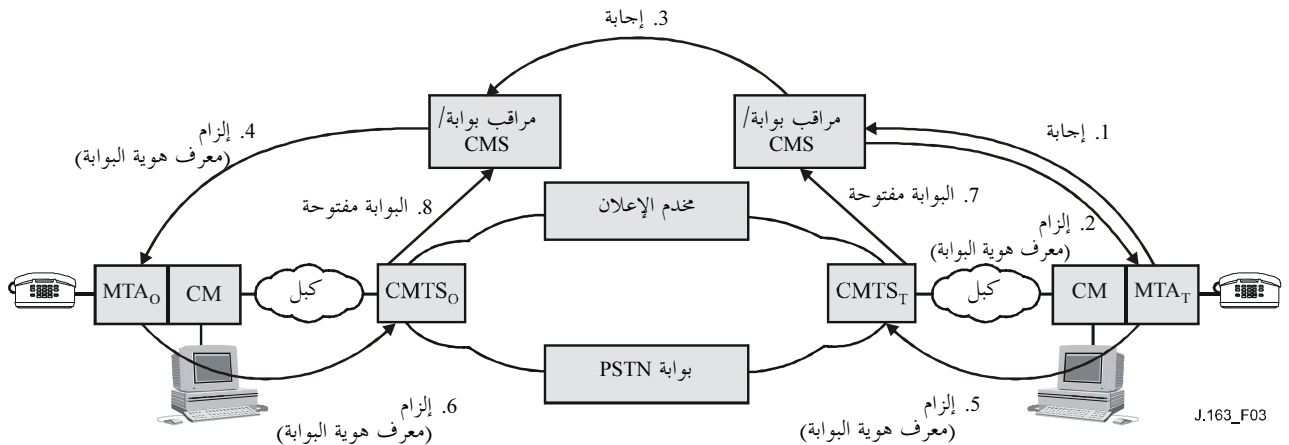 3. إجابة
مراقب بوابة/
CMS
مراقب بوابة/
CMS
4. إلزام
(معرف هوية البوابة)
1. إجابة
8. البوابة مفتوحة
مخدم الإعلان
7. البوابة مفتوحة
2. إلزام
(معرف هوية البوابة)
MTAO
CM
كبل
CMTSO
CMTST
كبل
CM
MTAT
بوابة PSTN
6. إلزام
(معرف هوية البوابة)
5. إلزام
(معرف هوية البوابة)
J.163_F03